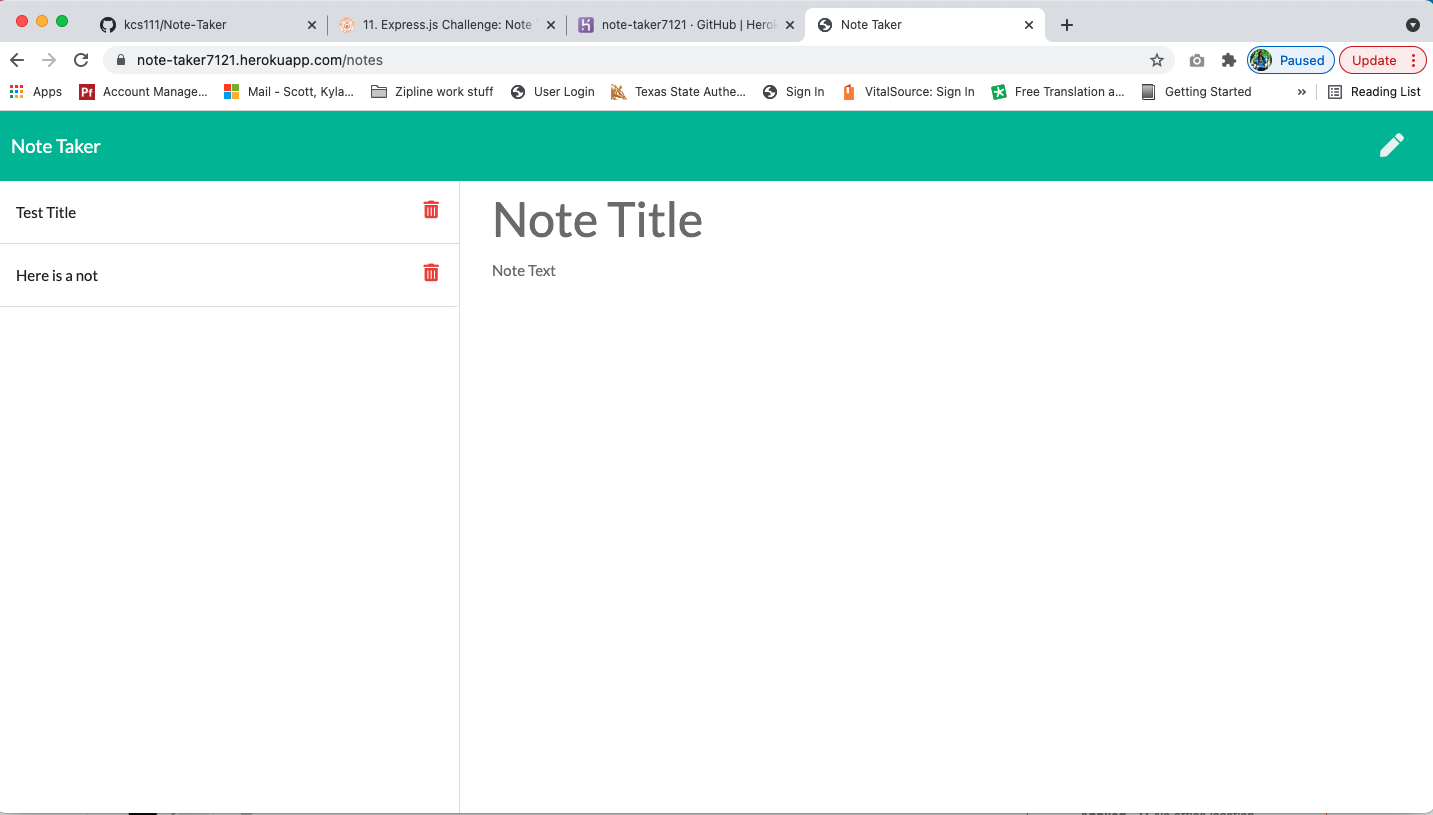 kcs111/Note-Taker
11. Express.js Challenge: Note
note-taker7121 · GitHub | Herok
Note Taker
note-taker7121.herokuapp.com/notes
Paused
Update
Apps
Pf Account Manage...
Mail - Scott, Kyla...
Zipline work stuff
User Login
Texas State Authe...
Sign In
VitalSource: Sign In
Free Translation a...
Getting Started
»
Reading List
Note Taker
Test Title
Note Title
Here is a not
Note Text